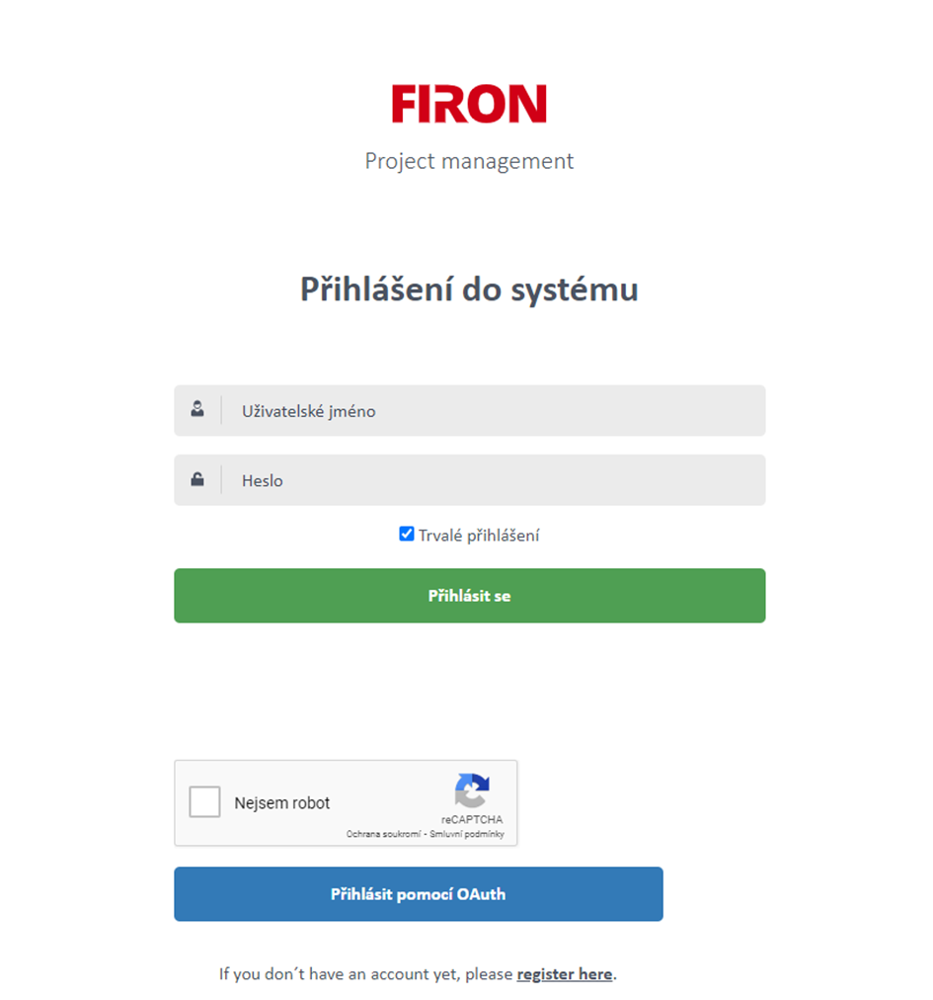 FIRON
Project management
Přihlášení do systému
Uživatelské jméno
Heslo
Trvalé přihlášení
Přihlásit se
Nejsem robot
reCAPTCHA
Ochrana soukromí - Smluvní podmínky
Přihlásit pomocí OAuth
If you don´t have an account yet, please register here.